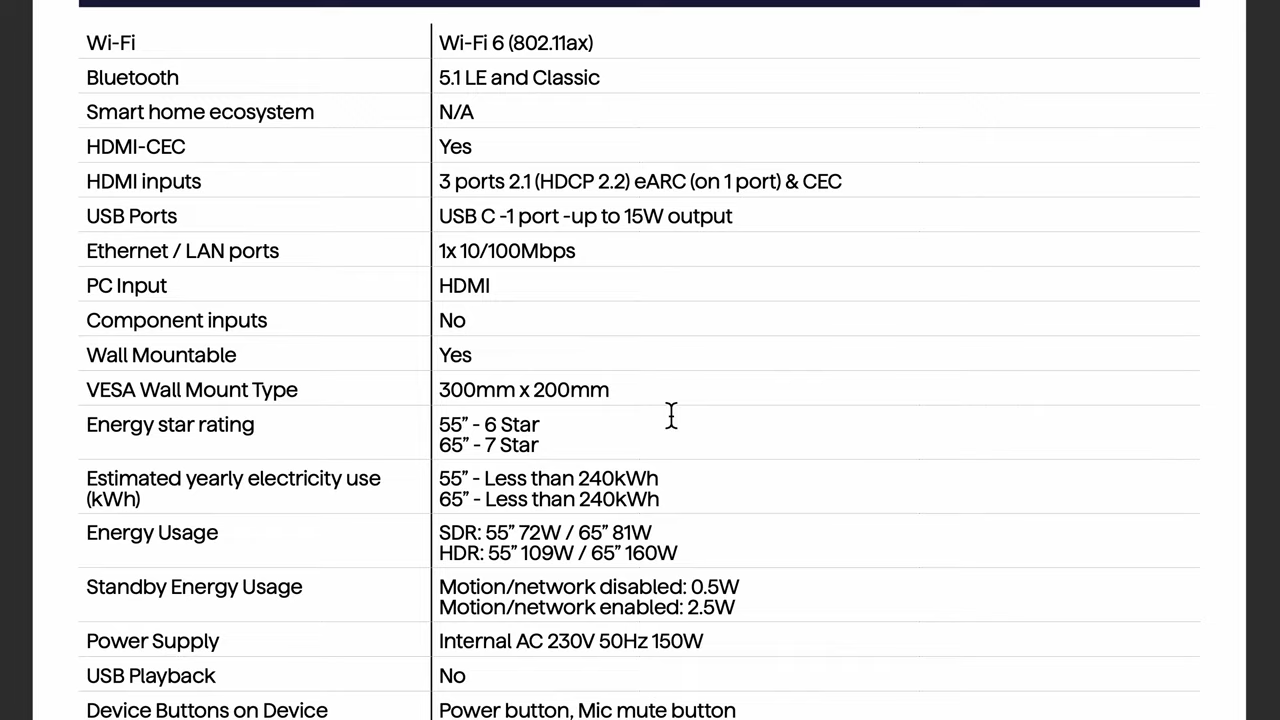 Wi-Fi
Wi-Fi 6 (802.11ax)
Bluetooth
5.1 LE and Classic
Smart home ecosystem
N/A
HDMI-CEC
Yes
HDMI inputs
3 ports 2.1 (HDCP 2.2) eARC (on 1 port) & CEC
USB Ports
USB C -1 port -up to 15W output
Ethernet / LAN ports
1x 10/100Mbps
PC Input
HDMI
Component inputs
No
Wall Mountable
Yes
VESA Wall Mount Type
300mm x 200mm
Energy star rating
55” - 6 Star
65” - 7 Star
Estimated yearly electricity use
(kWh)
55” - Less than 240kWh
65” - Less than 240kWh
Energy Usage
SDR: 55” 72W / 65” 81W
HDR: 55” 109W / 65” 160W
Standby Energy Usage
Motion/network disabled: 0.5W
Motion/network enabled: 2.5W
Power Supply
Internal AC 230V 50Hz 150W
USB Playback
No
Device Buttons on Device
Power button, Mic mute button